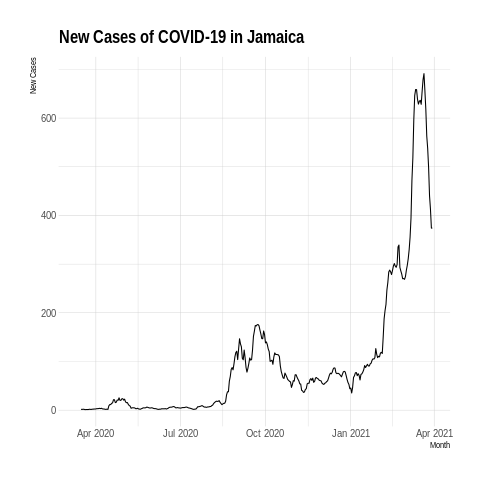 New Cases of COVID-19 in Jamaica
New Cases
600
400
200
0
Apr 2020 Jul 2020 Oct 2020 Jan 2021 Apr 2021
Month